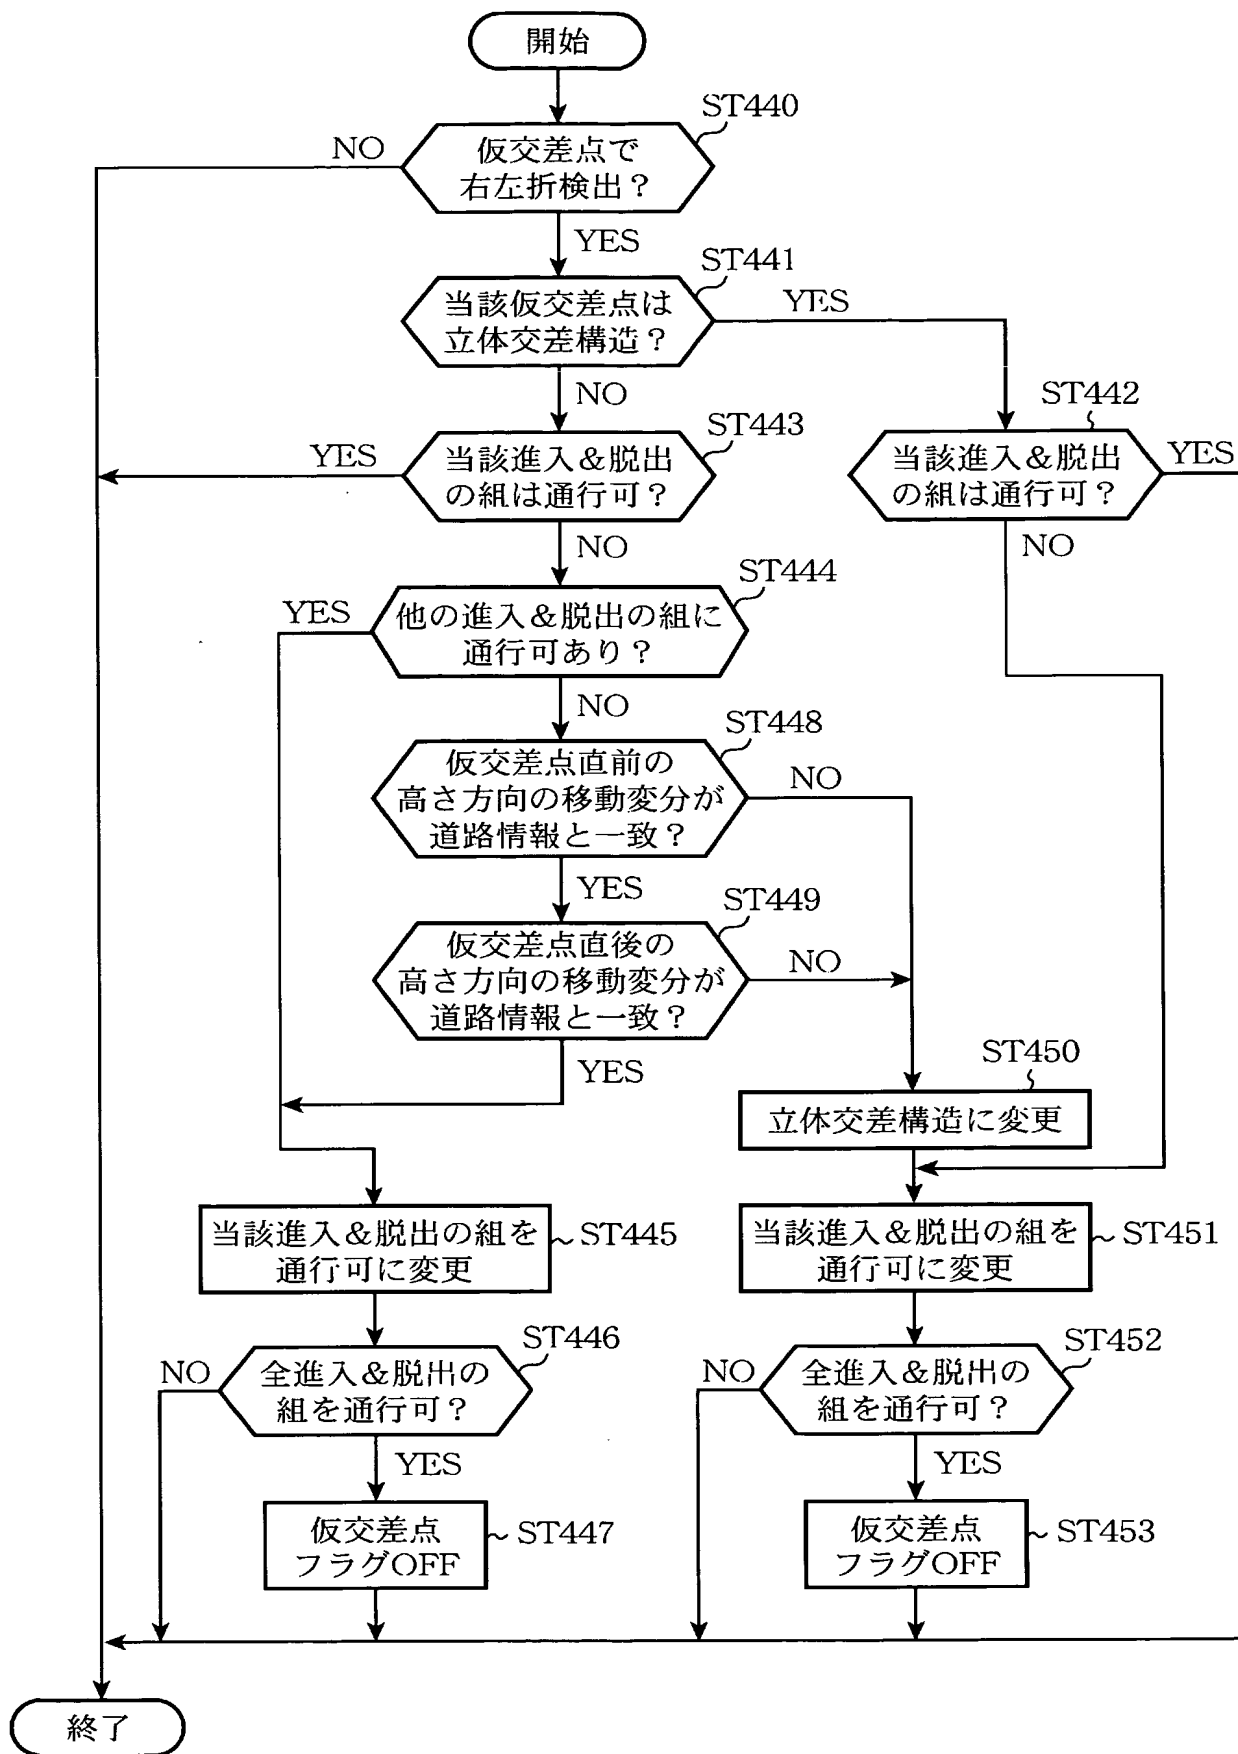 開始
ST440
NO
仮交差点で
右左折検出？
YES
ST441
当該仮交差点は
立体交差構造？
YES
NO
ST442
ST443
YES
当該進入＆脱出
の組は通行可？
当該進入＆脱出
の組は通行可？
YES
NO
NO
ST444
YES
他の進入＆脱出の組に
通行可あり？
NO
ST448
仮交差点直前の
高さ方向の移動変分が
道路情報と一致？
NO
YES
ST449
仮交差点直後の
高さ方向の移動変分が
道路情報と一致？
NO
YES
ST450
立体交差構造に変更
当該進入＆脱出の組を
通行可に変更
ST445
当該進入＆脱出の組を
通行可に変更
ST451
ST446
NO
全進入＆脱出の
組を通行可？
YES
ST452
NO
全進入＆脱出の
組を通行可？
YES
仮交差点
フラグOFF
ST447
仮交差点
フラグOFF
ST453
終了